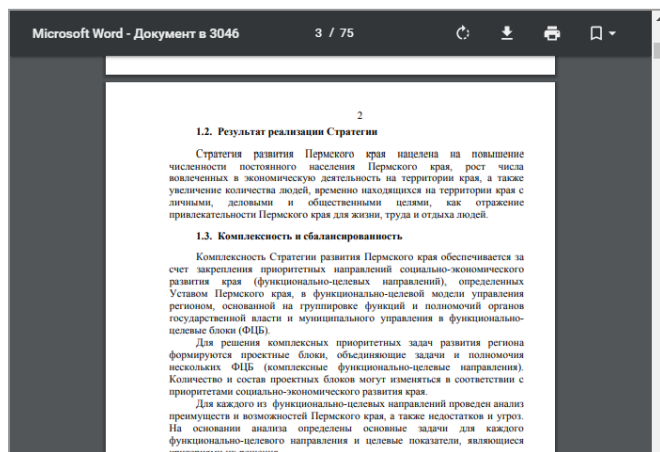 Microsoft Word - Документ в 3046
3 / 75
2
1.2. Результат реализации Стратегии
Стратегия развития Пермского края нацелена на повышение
численности постоянного населения Пермского края, рост числа
вовлеченных в экономическую деятельность на территории края, а также
увеличение количества людей, временно находящихся на территории края с
личными, деловыми и общественными целями, как отражение
привлекательности Пермского края для жизни, труда и отдыха людей.
1.3. Комплексность и сбалансированность
Комплексность Стратегии развития Пермского края обеспечивается за
счет закрепления приоритетных направлений социально-экономического
развития края (функционально-целевых направлений), определенных
Уставом Пермского края, в функционально-целевой модели управления
регионом, основанной на группировке функций и полномочий органов
государственной власти и муниципального управления в функционально-
целевые блоки (ФЦБ).
Для решения комплексных приоритетных задач развития региона
формируются проектные блоки, объединяющие задачи и полномочия
нескольких ФЦБ (комплексные функционально-целевые направления).
Количество и состав проектных блоков могут изменяться в соответствии с
приоритетами социально-экономического развития края.
Для каждого из функционально-целевых направлений проведен анализ
преимуществ и возможностей Пермского края, а также недостатков и угроз.
На основании анализа определены основные задачи для каждого
функционально-целевого направления и целевые показатели, являющиеся